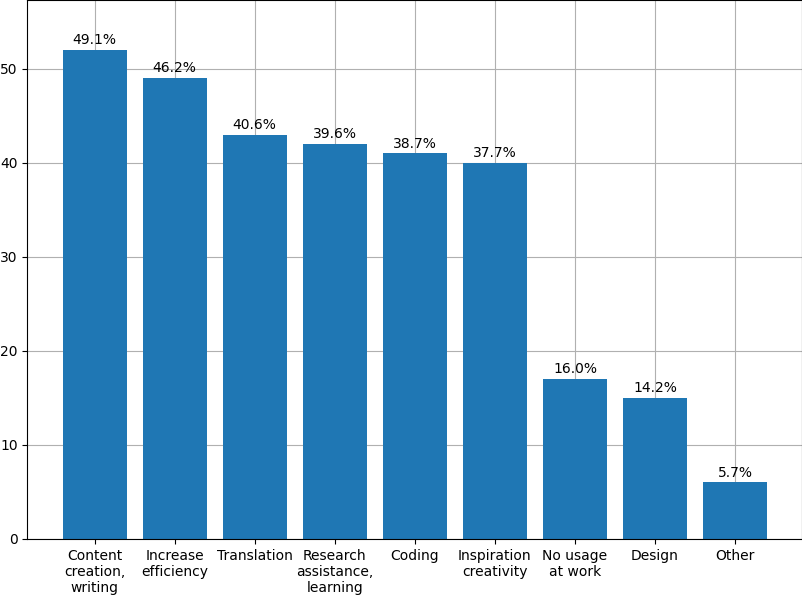 49.1%
46.2%
40.6%
39.6%
38.7%
37.7%
16.0%
14.2%
5.7%
50
40
30
20
10
0
Content
creation,
writing
Increase
efficiency
Translation
Research
assistance,
learning
Coding
Inspiration
creativity
No usage
at work
Design
Other